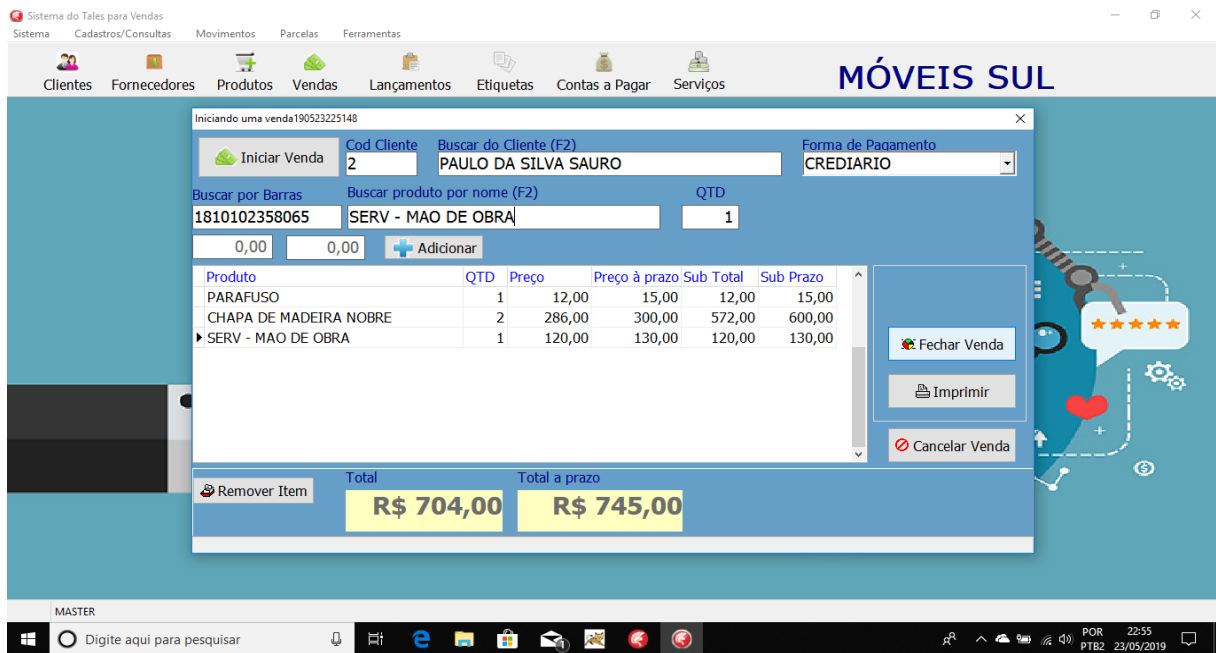 Sistema do Tales para Vendas
Sistema Cadastros/Consultas Movimentos Parcelas Ferramentas
Clientes Fornecedores Produtos Vendas Lançamentos Etiquetas Contas a Pagar Serviços MÓVEIS SUL
Iniciando uma venda190523225148
Iniciar Venda Cod Cliente Buscar do Cliente (F2) Forma de Pagamento
2 PAULO DA SILVA SAURO CREDIARIO
Buscar por Barras Buscar produto por nome (F2) QTD
1810102358065 SERV - MAO DE OBRA 1
0,00 0,00 Adicionar
Produto QTD Preço Preço à prazo Sub Total Sub Prazo
PARAFUSO 1 12,00 15,00 12,00 15,00
CHAPA DE MADEIRA NOBRE 2 286,00 300,00 572,00 600,00
SERV - MAO DE OBRA 1 120,00 130,00 120,00 130,00
Fechar Venda
Imprimir
Cancelar Venda
Remover Item Total Total a prazo
R$ 704,00 R$ 745,00
MASTER
Digite aqui para pesquisar POR 22:55
PTB2 23/05/2019